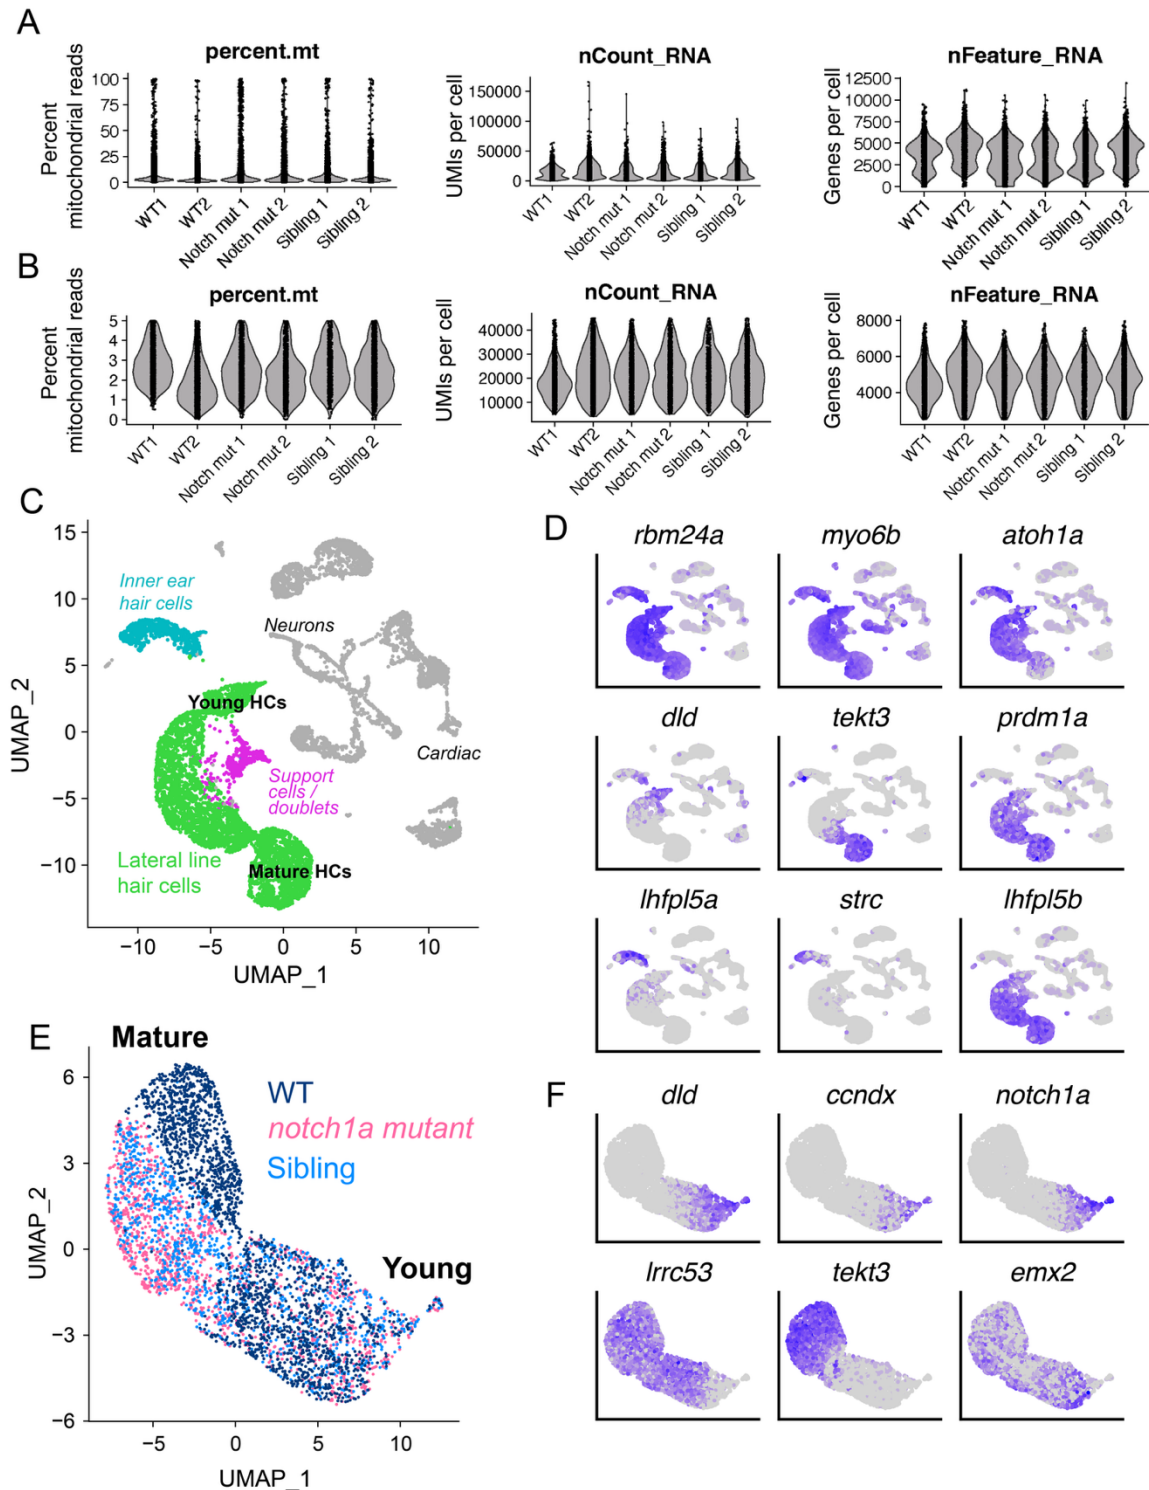 A
percent.mt
nCount_RNA
nFeature_RNA
Percent
mitochondrial reads
100
75
50
25
0
WT1
WT2
Notch mut 1
Notch mut 2
Sibling 1
Sibling 2
UMIs per cell
150000
100000
50000
0
WT1
WT2
Notch mut 1
Notch mut 2
Sibling 1
Sibling 2
Genes per cell
12500
10000
7500
5000
2500
0
WT1
WT2
Notch mut 1
Notch mut 2
Sibling 1
Sibling 2
B
percent.mt
nCount_RNA
nFeature_RNA
Percent
mitochondrial reads
5
4
3
2
1
0
WT1
WT2
Notch mut 1
Notch mut 2
Sibling 1
Sibling 2
UMIs per cell
40000
30000
20000
10000
WT1
WT2
Notch mut 1
Notch mut 2
Sibling 1
Sibling 2
Genes per cell
8000
6000
4000
WT1
WT2
Notch mut 1
Notch mut 2
Sibling 1
Sibling 2
C
UMAP_2
15
10
5
0
−5
−10
Inner ear
hair cells
Neurons
Young HCs
Cardiac
Support
cells /
doublets
Lateral line
hair cells
Mature HCs
−10
−5
0
5
10
UMAP_1
D
rbm24a
myo6b
atoh1a
dld
tekt3
prdm1a
lhfpl5a
strc
lhfpl5b
E
Mature
WT
notch1a mutant
Sibling
Young
UMAP_2
6
3
0
−3
−6
−5
0
5
10
UMAP_1
F
dld
ccndx
notch1a
lrrc53
tekt3
emx2